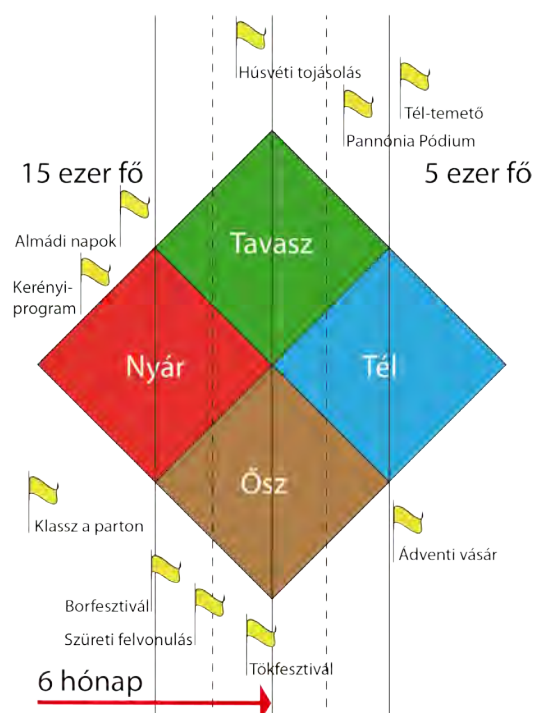 Húsvéti tojásolás
Tél-temető
Pannónia Pódium
15 ezer fő
5 ezer fő
Almádi napok
Tavasz
Kerényi-
program
Nyár
Tél
Ősz
Klassz a parton
Ádventi vásár
Borfesztivál
Szüreti felvonulás
Tökfesztivál
6 hónap